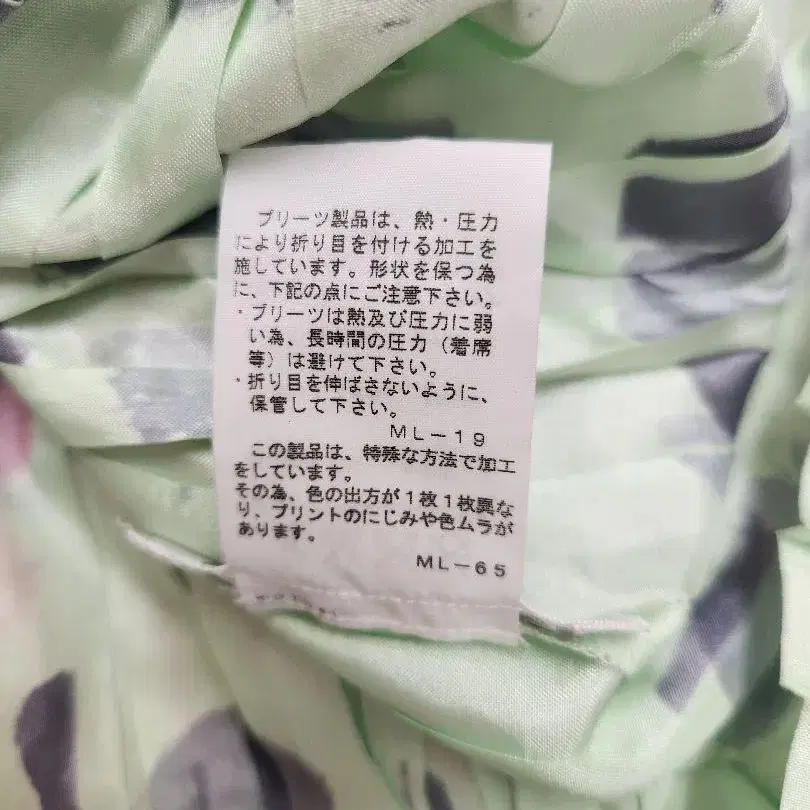 プリーツ製品は、熱・圧力
により折り目を付ける加工を
施しています。形状を保つ為
に、下記の点にご注意下さい。
・プリーツは熱及び圧力に弱
い為、長時間の圧力（着席
等）は避けて下さい。
・折り目を伸ばさないように、
保管して下さい。
ML－19
この製品は、特殊な方法で加工
をしています。
その為、色の出方が１枚１枚異な
り、プリントのにじみや色ムラが
あります。
ML－65